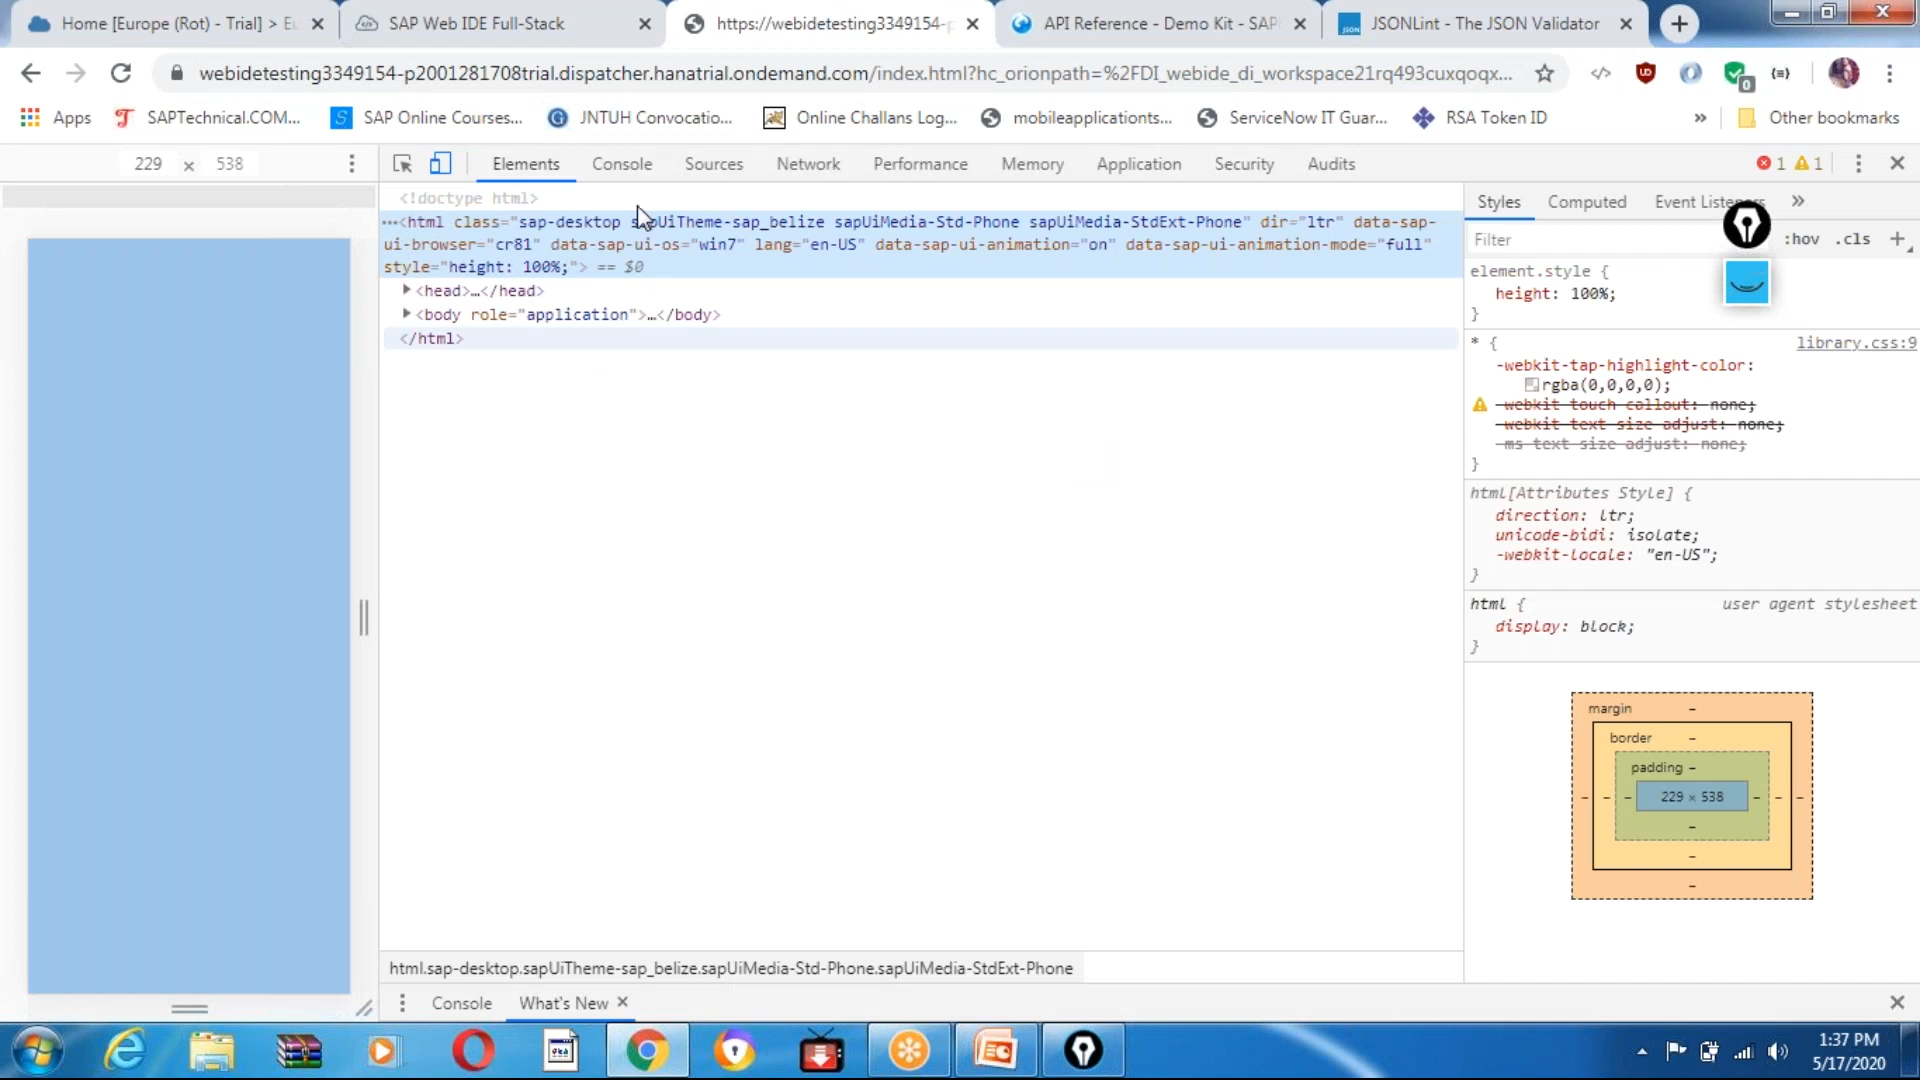 Home [Europe (Rot) - Trial] > Eu
SAP Web IDE Full-Stack
https://webidetesting3349154-p
API Reference - Demo Kit - SAP
JSONLint - The JSON Validator
webidetesting3349154-p2001281708trial.dispatcher.hanatrial.ondemand.com/index.html?hc_orionpath=%2FDI_webide_di_workspace21rq493cuxqoqx...
Apps
SAPTechnical.COM...
SAP Online Courses...
JNTUH Convocatio...
Online Challans Log...
mobileapplicationts...
ServiceNow IT Guar...
RSA Token ID
»
Other bookmarks
229 x 538
Elements
Console
Sources
Network
Performance
Memory
Application
Security
Audits
1
1
<!doctype html>
…<html class="sap-desktop sapUiTheme-sap_belize sapUiMedia-Std-Phone sapUiMedia-StdExt-Phone" dir="ltr" data-sap-
ui-browser="cr81" data-sap-ui-os="win7" lang="en-US" data-sap-ui-animation="on" data-sap-ui-animation-mode="full"
style="height: 100%;"> == $0
<head>…</head>
<body role="application">…</body>
</html>
Styles
Computed
Event Listeners
»
Filter
:hov .cls +
element.style {
height: 100%;
}
* {
library.css:9
-webkit-tap-highlight-color:
rgba(0,0,0,0);
-webkit-touch-callout: none;
-webkit-text-size-adjust: none;
-ms-text-size-adjust: none;
}
html[Attributes Style] {
direction: ltr;
unicode-bidi: isolate;
-webkit-locale: "en-US";
}
html {
user agent stylesheet
display: block;
}
margin -
border -
padding -
229 × 538
html.sap-desktop.sapUiTheme-sap_belize.sapUiMedia-Std-Phone.sapUiMedia-StdExt-Phone
Console
What's New
1:37 PM
5/17/2020